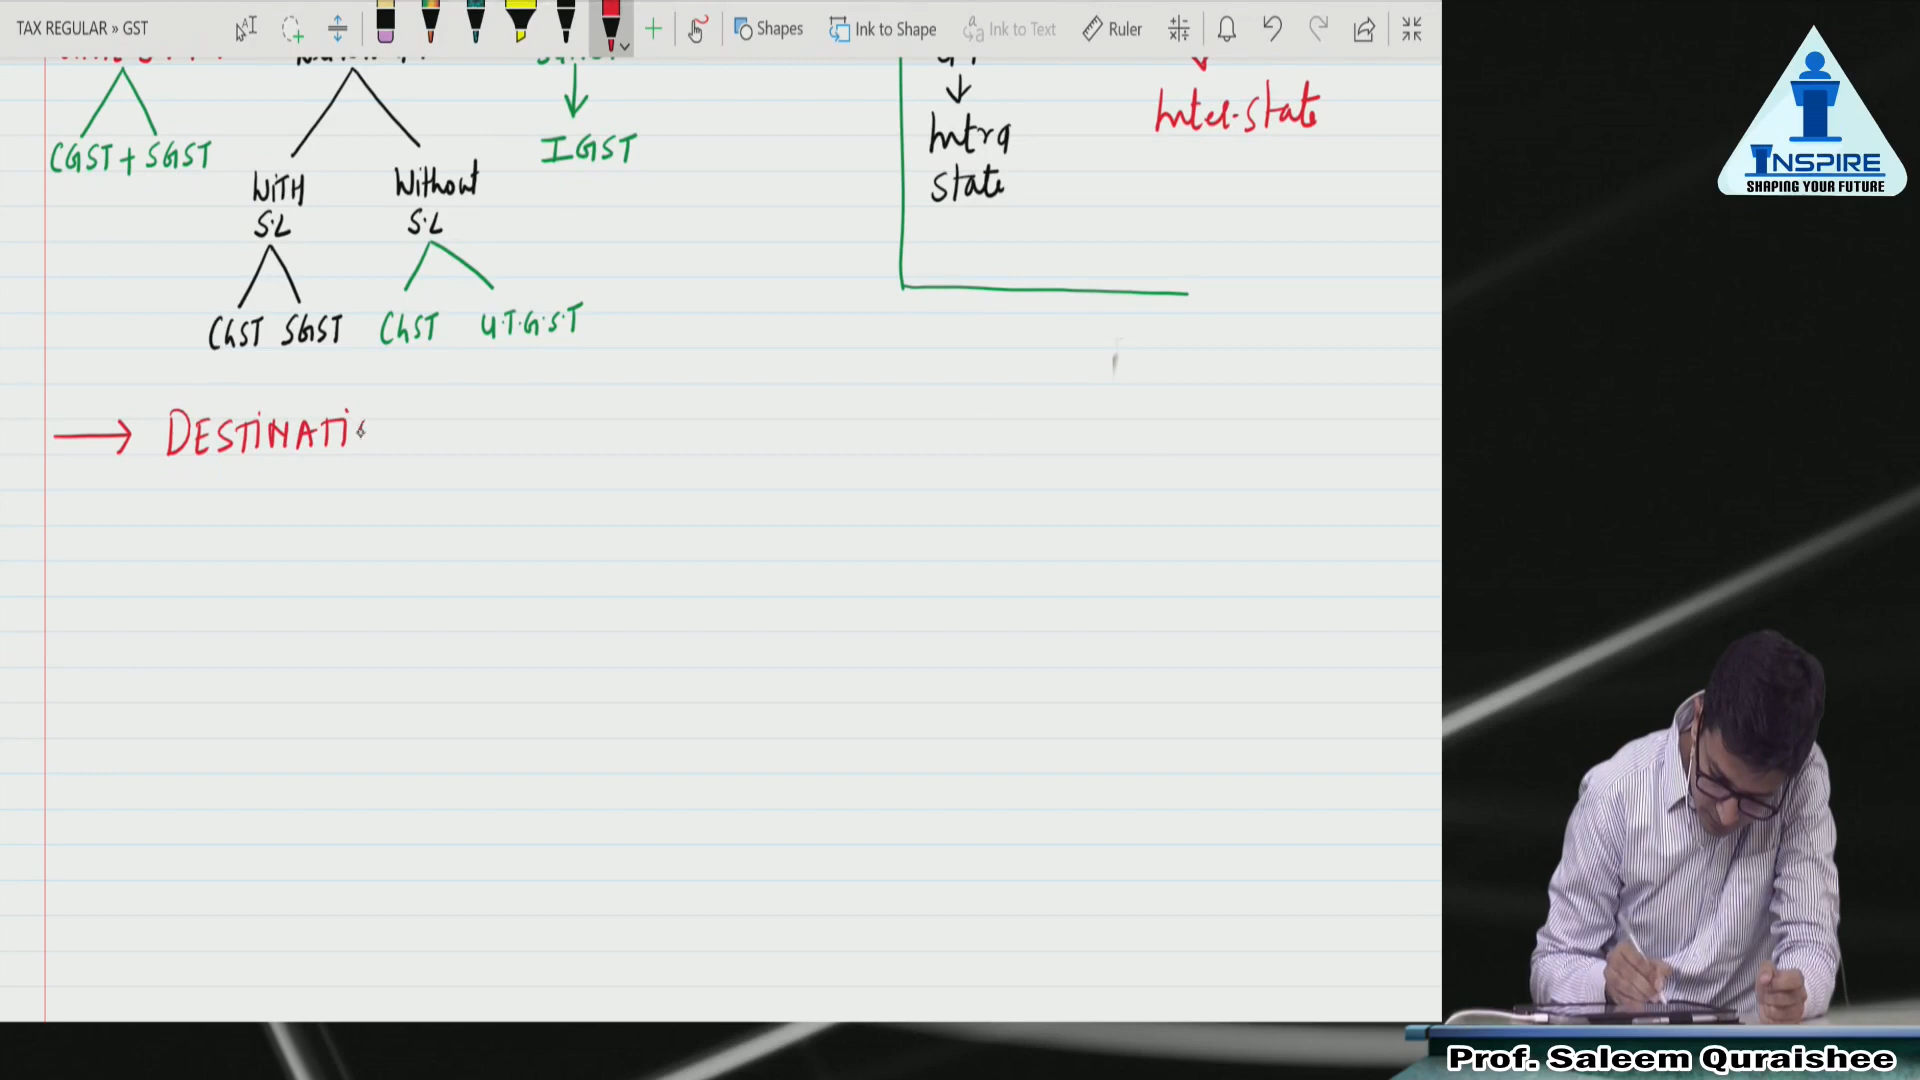 TAX REGULAR » GST
Shapes
Ink to Shape
Ink to Text
Ruler
CGST + SGST
WITH
S.L
Without
S.L
CGST SGST
CGST U.T.G.S.T
IGST
Intra
state
Inter-state
→ DESTINATI
INSPIRE
SHAPING YOUR FUTURE
Prof. Saleem Quraishee